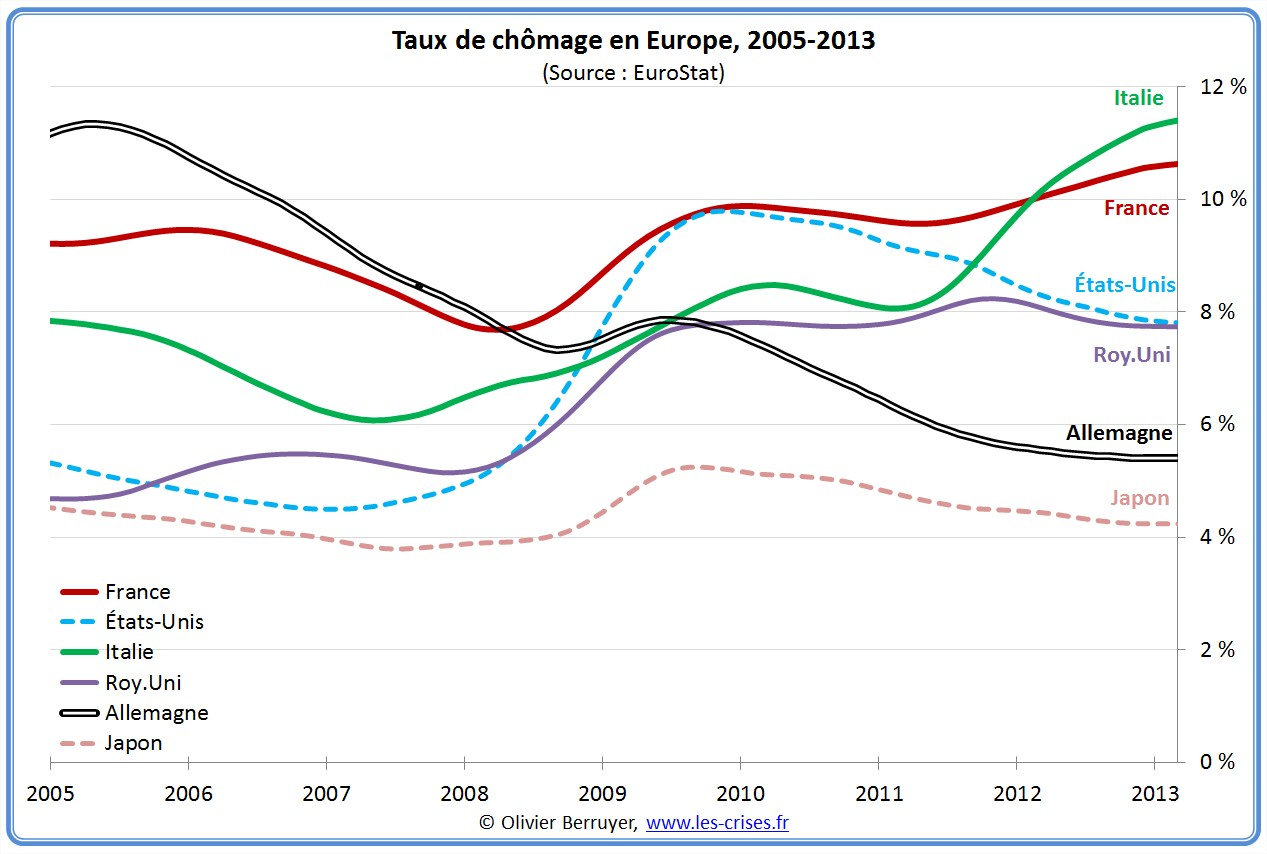 Taux de chômage en Europe, 2005-2013
(Source : EuroStat)
12 %
Italie
10 %
France
États-Unis
8 %
Roy.Uni
6 %
Allemagne
Japon
4 %
France
États-Unis
Italie
2 %
Roy.Uni
Allemagne
Japon
0 %
2005 2006 2007 2008 2009 2010 2011 2012 2013
© Olivier Berruyer, www.les-crises.fr